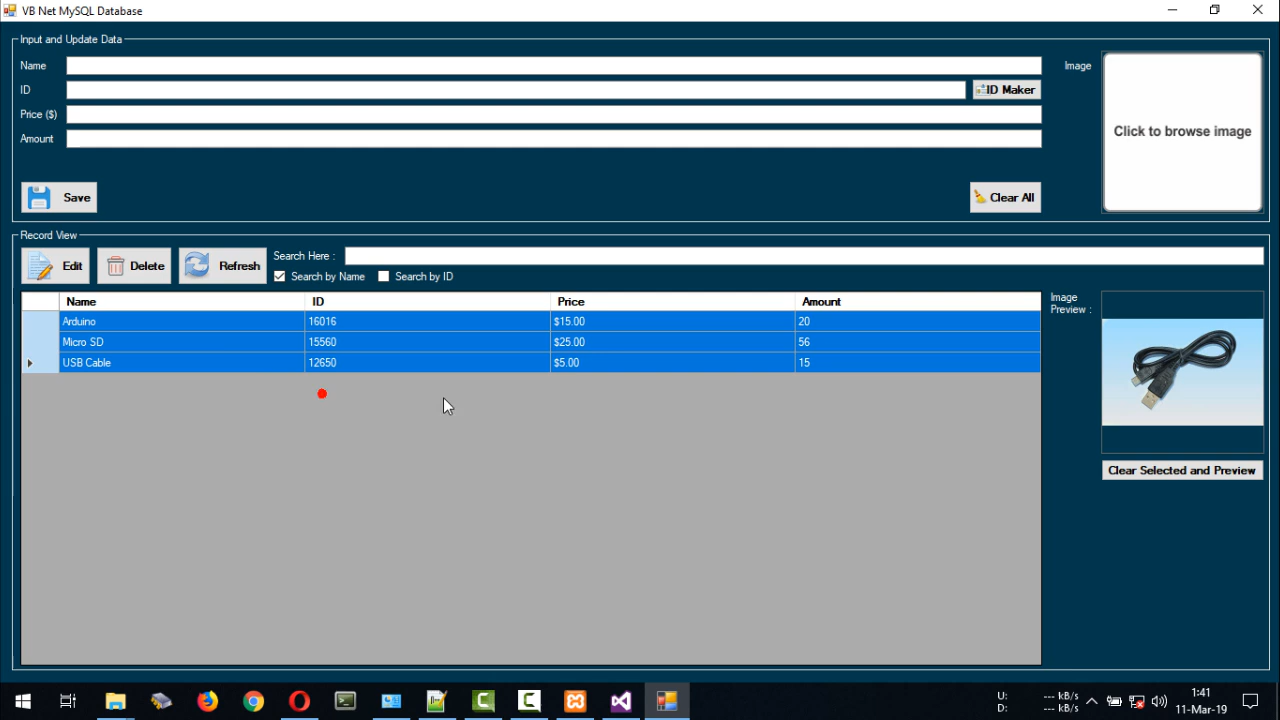 VB Net MySQL Database
Input and Update Data
Name
Image
ID
ID Maker
Price ($)
Amount
Click to browse image
Save
Clear All
Record View
Edit
Delete
Refresh
Search Here :
Search by Name
Search by ID
Name ID Price Amount
Arduino 16016 $15.00 20
Micro SD 15560 $25.00 56
USB Cable 12650 $5.00 15
Image
Preview :
Clear Selected and Preview
U: --- kB/s
D: --- kB/s
1:41
11-Mar-19